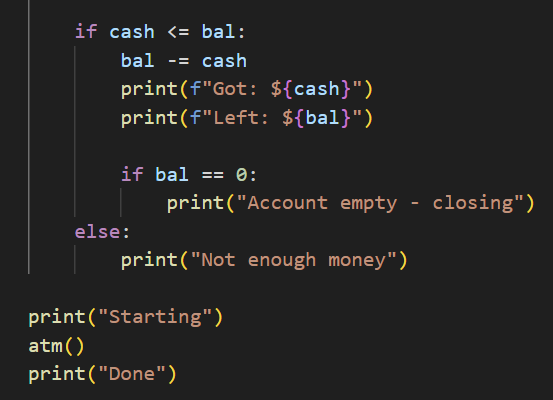 if cash <= bal:
bal -= cash
print(f"Got: ${cash}")
print(f"Left: ${bal}")
if bal == 0:
print("Account empty - closing")
else:
print("Not enough money")
print("Starting")
atm()
print("Done")